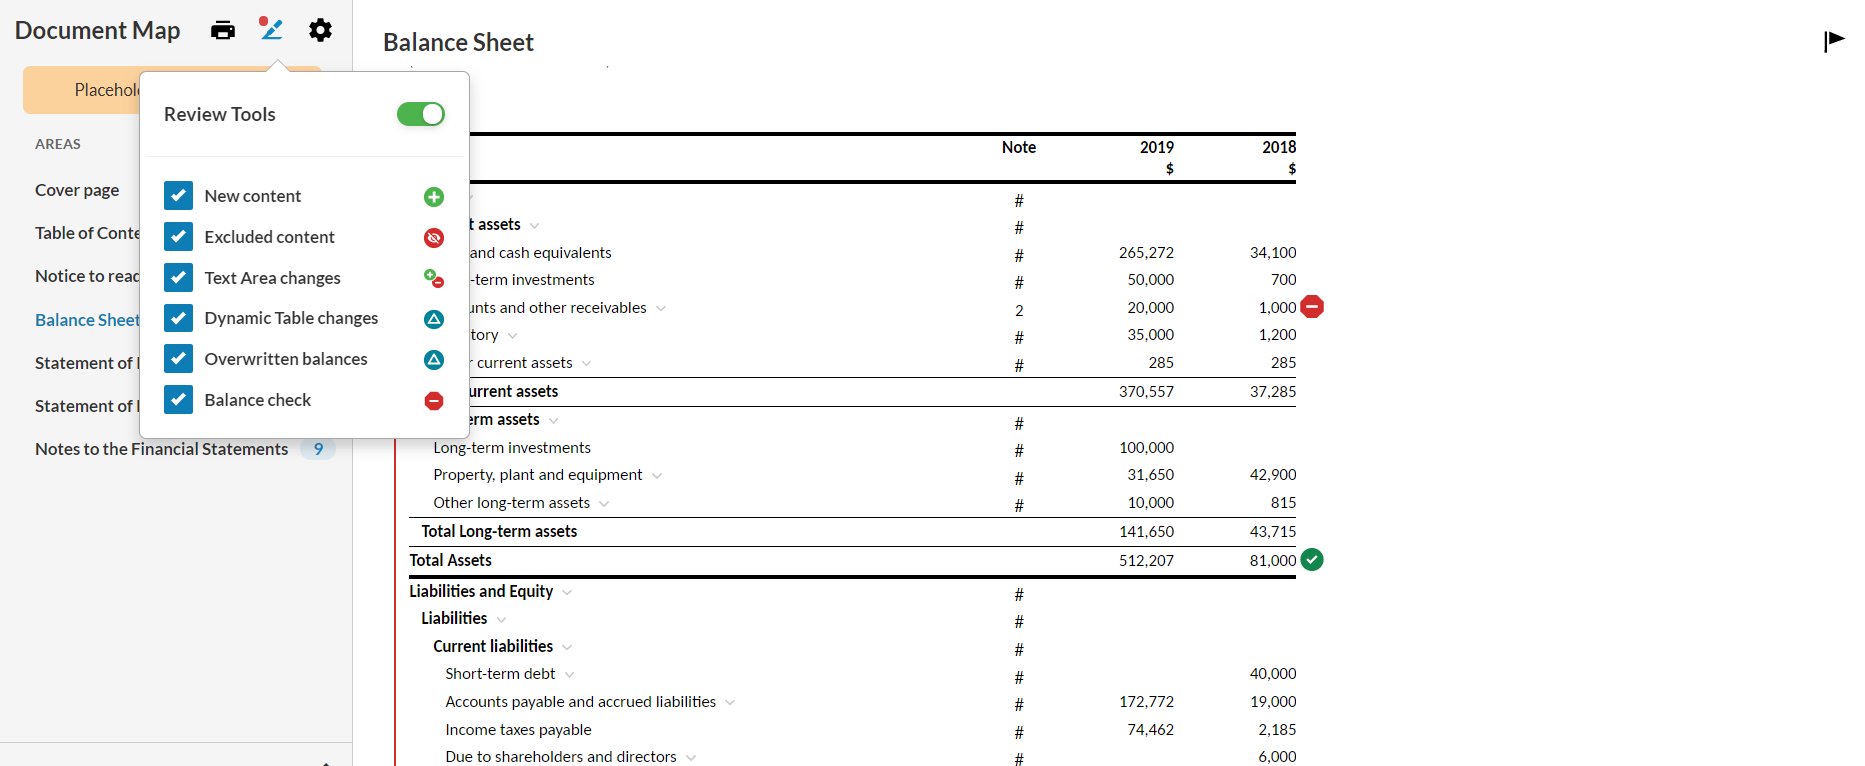 Document Map
Placehol
AREAS
Cover page
Table of Conte
Notice to read
Balance Sheet
Statement of
Statement of
Notes to the Financial Statements 9
Review Tools
New content
Excluded content
Text Area changes
Dynamic Table changes
Overwritten balances
Balance check
Balance Sheet
Note 2019 2018
$ $
#
t assets #
and cash equivalents # 265,272 34,100
-term investments # 50,000 700
unts and other receivables 2 20,000 1,000
tory # 35,000 1,200
r current assets # 285 285
urrent assets 370,557 37,285
erm assets #
Long-term investments # 100,000
Property, plant and equipment # 31,650 42,900
Other long-term assets # 10,000 815
Total Long-term assets 141,650 43,715
Total Assets 512,207 81,000
Liabilities and Equity #
Liabilities #
Current liabilities #
Short-term debt # 40,000
Accounts payable and accrued liabilities # 172,772 19,000
Income taxes payable # 74,462 2,185
Due to shareholders and directors # 6,000